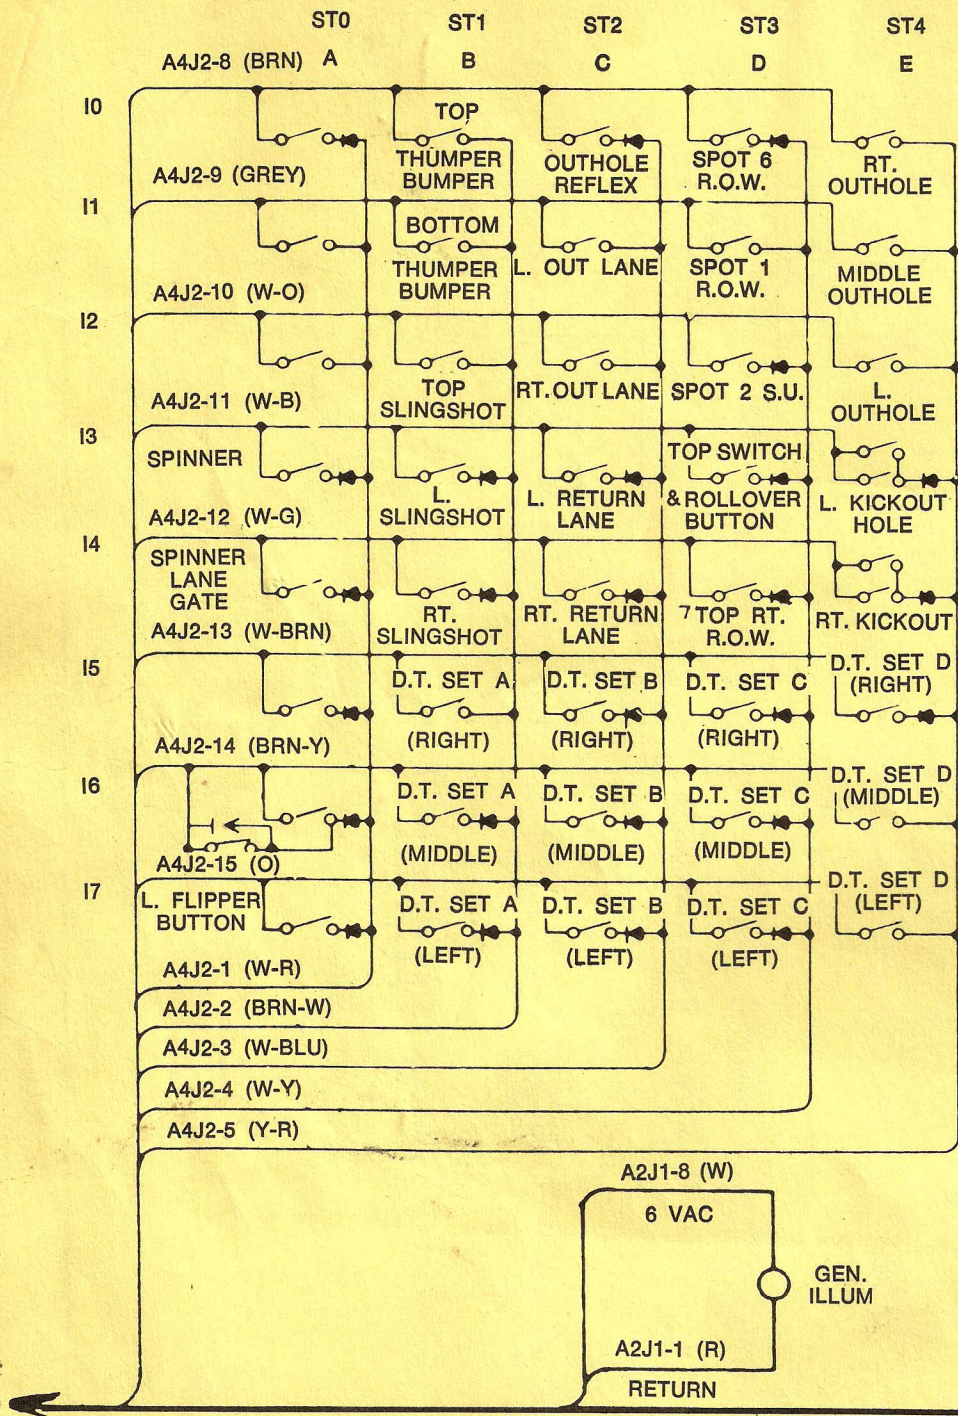 ST0 ST1 ST2 ST3 ST4
A4J2-8 (BRN) A B C D E
I0
TOP
THUMPER
BUMPER
OUTHOLE
REFLEX
SPOT 6
R.O.W.
RT.
OUTHOLE
A4J2-9 (GREY)
I1
BOTTOM
THUMPER
BUMPER
L. OUT LANE
SPOT 1
R.O.W.
MIDDLE
OUTHOLE
A4J2-10 (W-O)
I2
TOP
SLINGSHOT
RT. OUT LANE
SPOT 2 S.U.
L.
OUTHOLE
A4J2-11 (W-B)
I3
SPINNER
L.
SLINGSHOT
L. RETURN
LANE
TOP SWITCH
& ROLLOVER
BUTTON
L. KICKOUT
HOLE
A4J2-12 (W-G)
I4
SPINNER
LANE
GATE
RT.
SLINGSHOT
RT. RETURN
LANE
TOP RT.
R.O.W.
RT. KICKOUT
A4J2-13 (W-BRN)
I5
D.T. SET A
(RIGHT)
D.T. SET B
(RIGHT)
D.T. SET C
(RIGHT)
D.T. SET D
(RIGHT)
A4J2-14 (BRN-Y)
I6
D.T. SET A
(MIDDLE)
D.T. SET B
(MIDDLE)
D.T. SET C
(MIDDLE)
D.T. SET D
(MIDDLE)
A4J2-15 (O)
I7
L. FLIPPER
BUTTON
D.T. SET A
(LEFT)
D.T. SET B
(LEFT)
D.T. SET C
(LEFT)
D.T. SET D
(LEFT)
A4J2-1 (W-R)
A4J2-2 (BRN-W)
A4J2-3 (W-BLU)
A4J2-4 (W-Y)
A4J2-5 (Y-R)
A2J1-8 (W)
6 VAC
GEN.
ILLUM
A2J1-1 (R)
RETURN